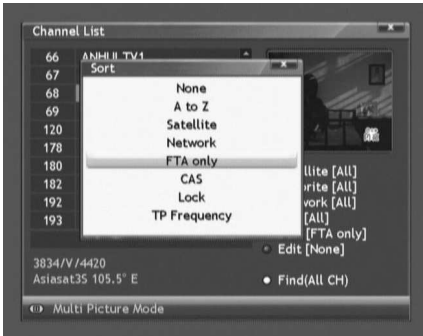 Channel List
66 ANHUI TV1
Sort
67
68
69
120
178
180
182
192
193
None
A to Z
Satellite
Network
FTA only
CAS
Lock
TP Frequency
llite [All]
rite [All]
vork [All]
[All]
[FTA only]
Edit [None]
3834/V/4420
Asiasat3S 105.5° E
Find(All CH)
Multi Picture Mode